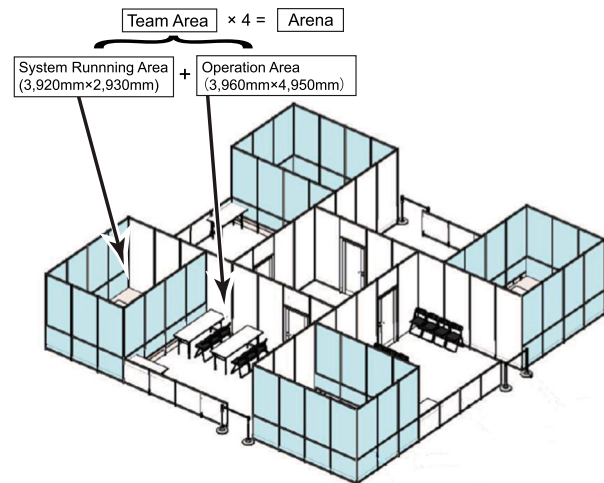 Team Area × 4 = Arena
System Runnning Area + Operation Area
(3,920mm×2,930mm) (3,960mm×4,950mm)